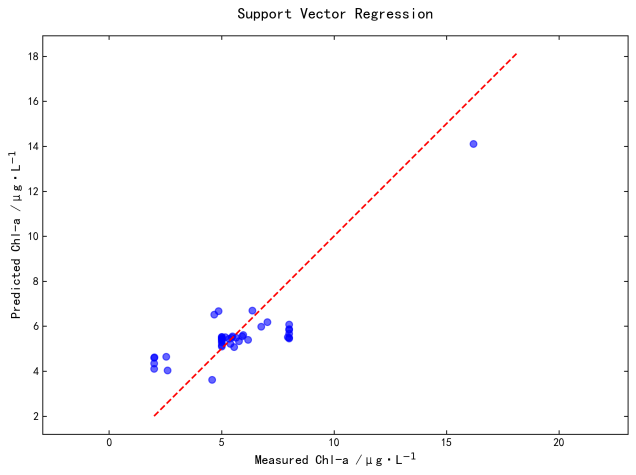 Support Vector Regression
18
16
14
12
10
8
6
4
2
Predicted Chl-a / μg·L⁻¹
0 5 10 15 20
Measured Chl-a / μg·L⁻¹